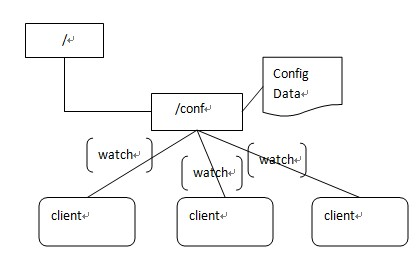 /
Config
Data
/conf
watch
watch
watch
client
client
client